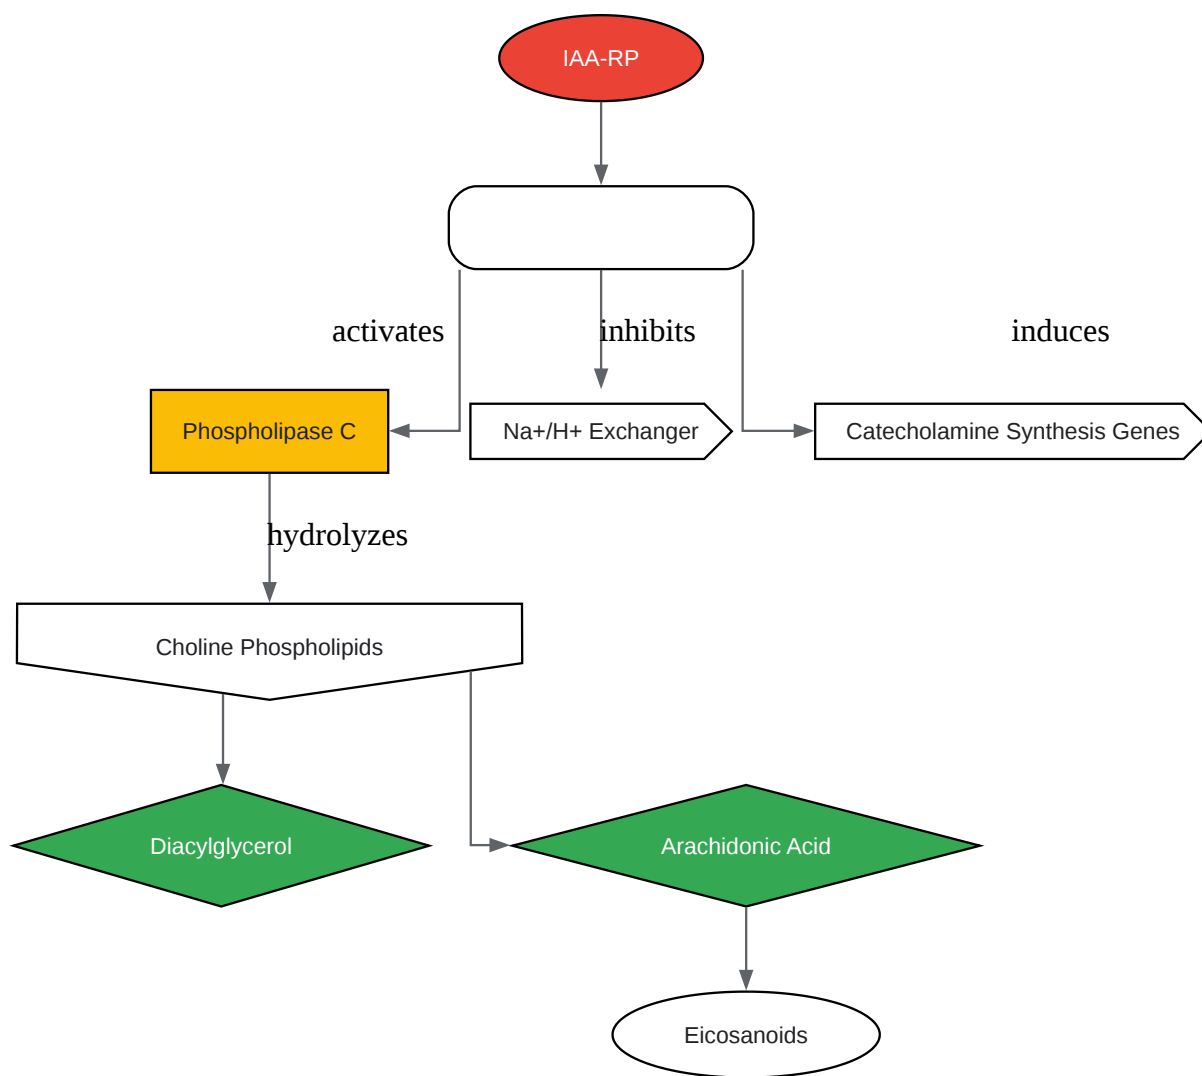 IAA-RP
activates
inhibits
induces
Phospholipase C
Na+/H+ Exchanger
Catecholamine Synthesis Genes
hydrolyzes
Choline Phospholipids
Diacylglycerol
Arachidonic Acid
Eicosanoids